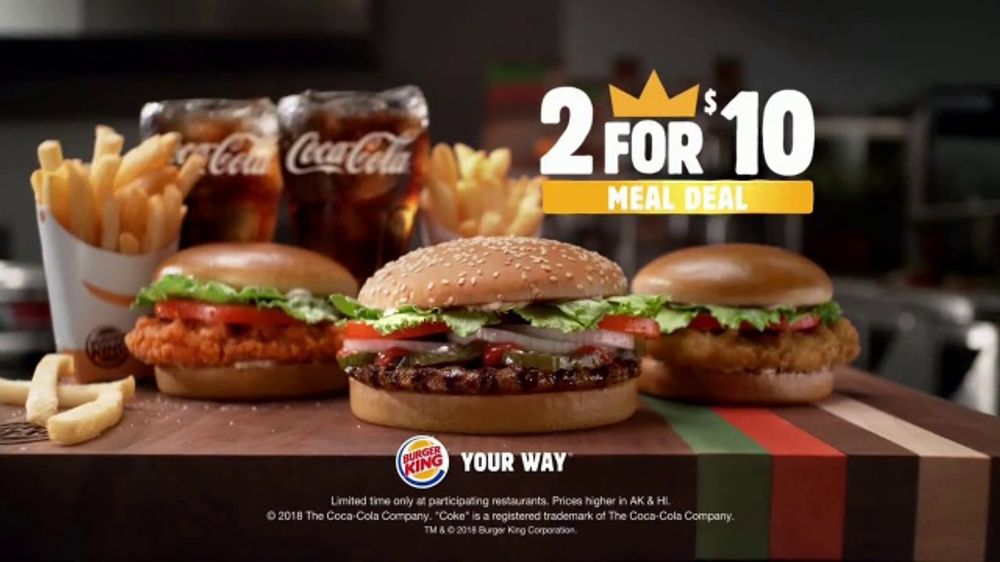 2 FOR $10
MEAL DEAL
Coca-Cola
Coca-Cola
BURGER
KING
YOUR WAY
Limited time only at participating restaurants. Prices higher in AK & HI.
© 2018 The Coca-Cola Company. "Coke" is a registered trademark of The Coca-Cola Company.
TM & © 2018 Burger King Corporation.